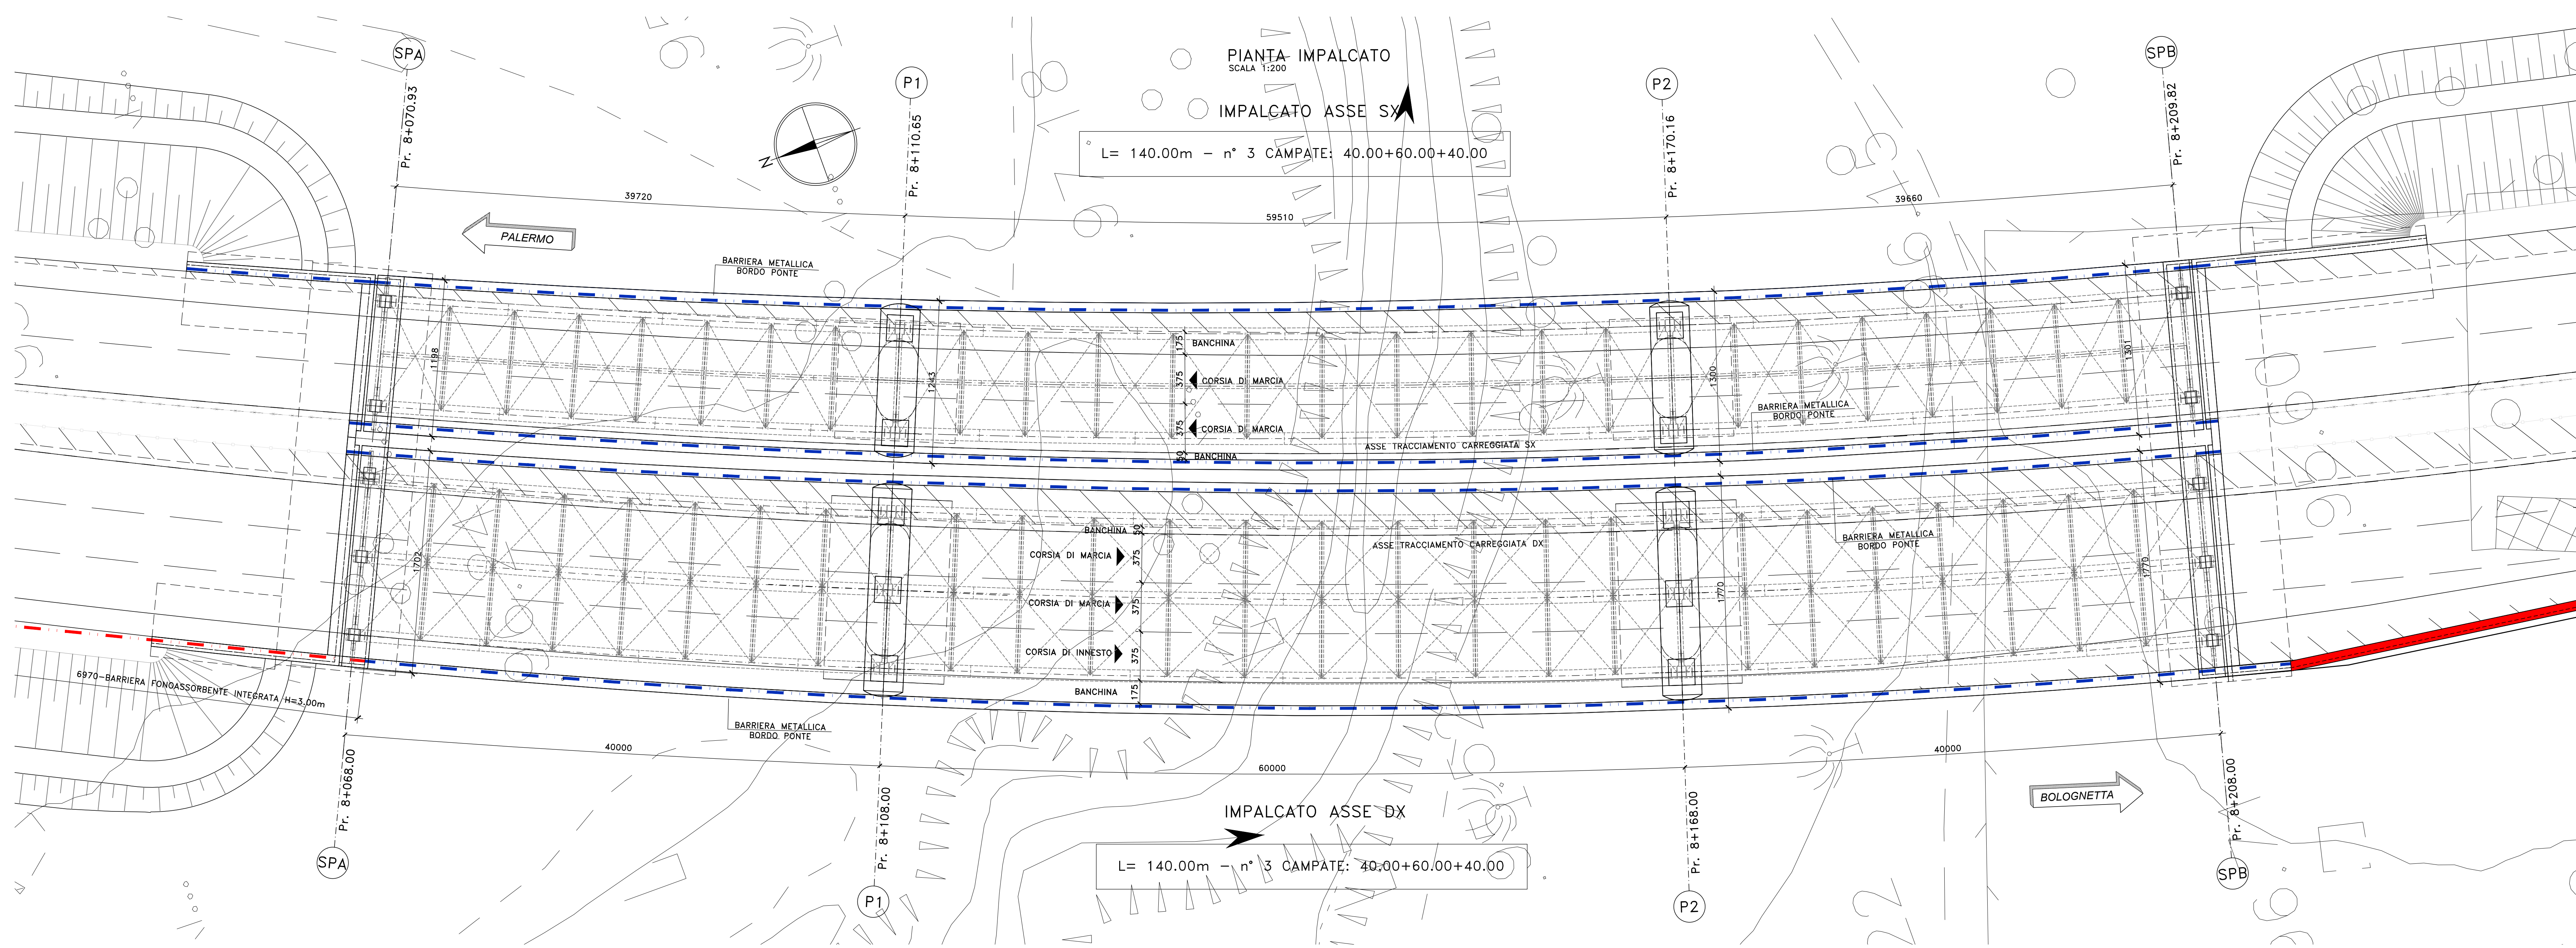 SPA
P1
P2
SPB
Pr. 8+070.93
Pr. 8+110.65
Pr. 8+170.16
Pr. 8+209.82
PIANTA IMPALCATO
SCALA 1:200
IMPALCATO ASSE SX
L= 140.00m – n° 3 CAMPATE: 40.00+60.00+40.00
N
39720
59510
39660
PALERMO
BARRIERA METALLICA
BORDO PONTE
1198
1243
1300
1301
175
BANCHINA
375
CORSIA DI MARCIA
375
CORSIA DI MARCIA
50
BANCHINA
BARRIERA METALLICA
BORDO PONTE
ASSE TRACCIAMENTO CARREGGIATA SX
BANCHINA
50
ASSE TRACCIAMENTO CARREGGIATA DX
CORSIA DI MARCIA
375
BARRIERA METALLICA
BORDO PONTE
1702
1770
1770
CORSIA DI MARCIA
375
CORSIA DI INNESTO
375
BANCHINA
175
6970-BARRIERA FONOASSORBENTE INTEGRATA H=3.00m
BARRIERA METALLICA
BORDO PONTE
40000
60000
40000
Pr. 8+068.00
Pr. 8+108.00
Pr. 8+168.00
Pr. 8+208.00
BOLOGNETTA
IMPALCATO ASSE DX
L= 140.00m – n° 3 CAMPATE: 40.00+60.00+40.00
SPA
P1
P2
SPB